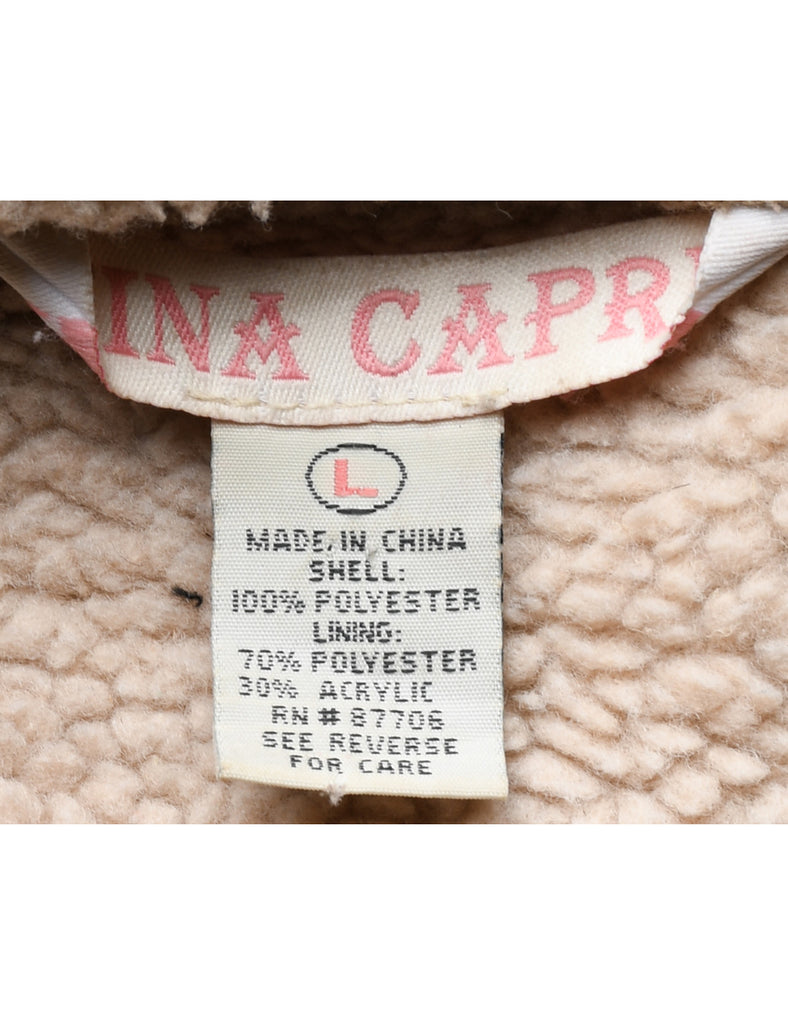 INA CAPR
L
MADE IN CHINA
SHELL:
100% POLYESTER
LINING:
70% POLYESTER
30% ACRYLIC
RN # 87706
SEE REVERSE
FOR CARE